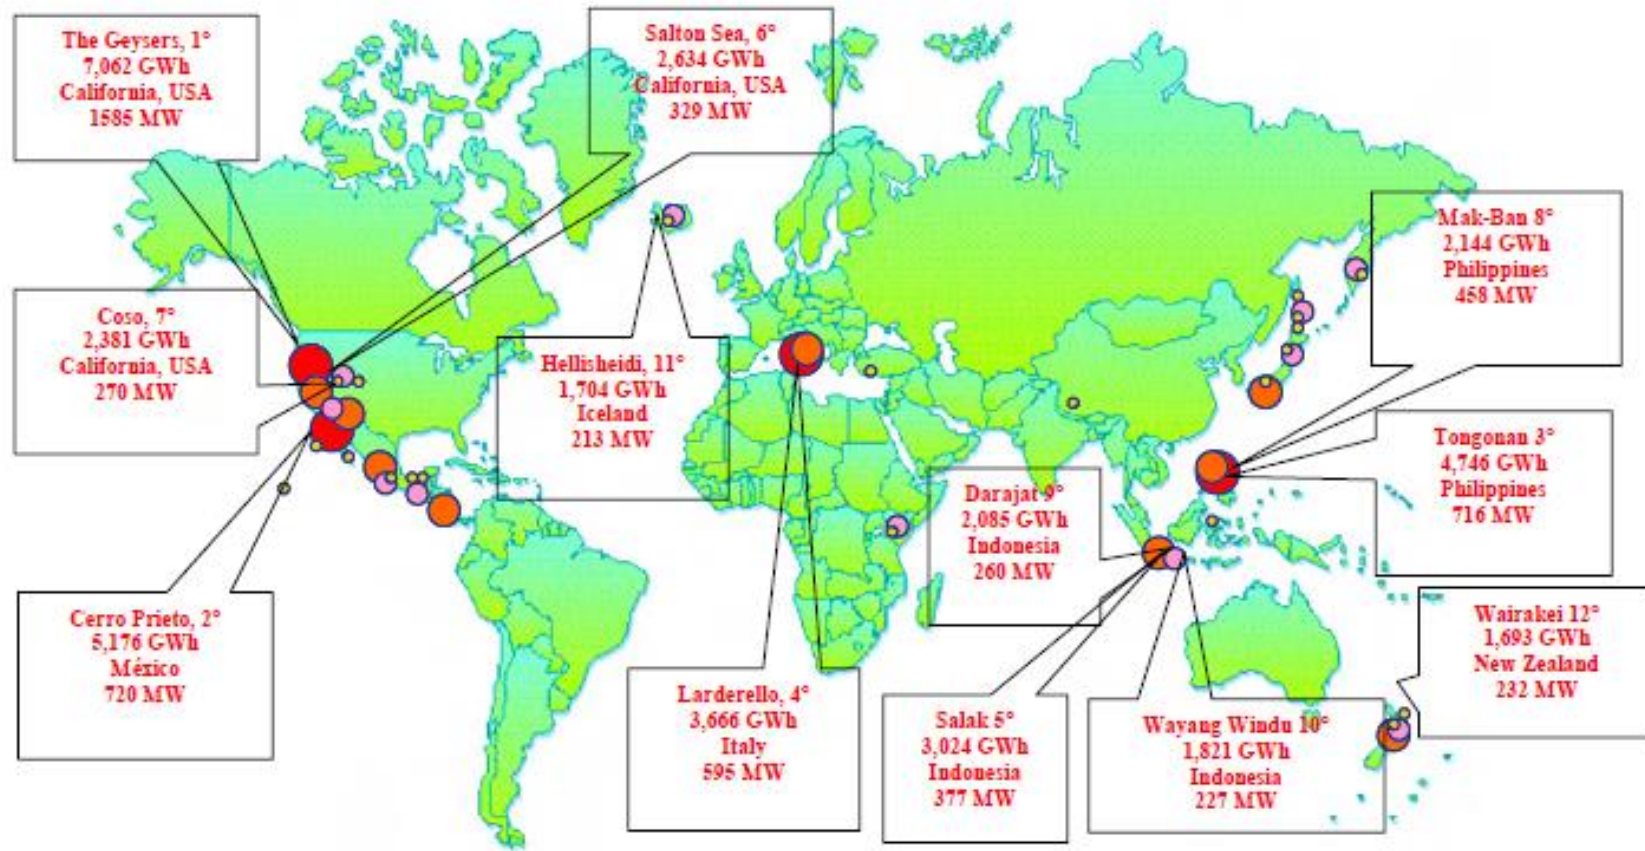 The Geysers, 1°
7,062 GWh
California, USA
1585 MW
Salton Sea, 6°
2,634 GWh
California, USA
329 MW
Mak-Ban 8°
2,144 GWh
Philippines
458 MW
Coso, 7°
2,381 GWh
California, USA
270 MW
Hellisheidi, 11°
1,704 GWh
Iceland
213 MW
Tongonan 3°
4,746 GWh
Philippines
716 MW
Darajat 9°
2,085 GWh
Indonesia
260 MW
Cerro Prieto, 2°
5,176 GWh
México
720 MW
Wairakei 12°
1,693 GWh
New Zealand
232 MW
Larderello, 4°
3,666 GWh
Italy
595 MW
Salak 5°
3,024 GWh
Indonesia
377 MW
Wayang Windu 10°
1,821 GWh
Indonesia
227 MW